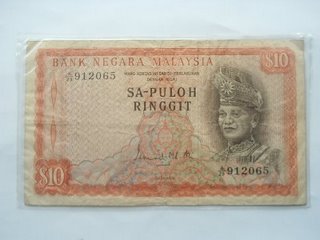 BANK NEGARA MALAYSIA
$10
912065
SA-PULOH
RINGGIT
912065
$10